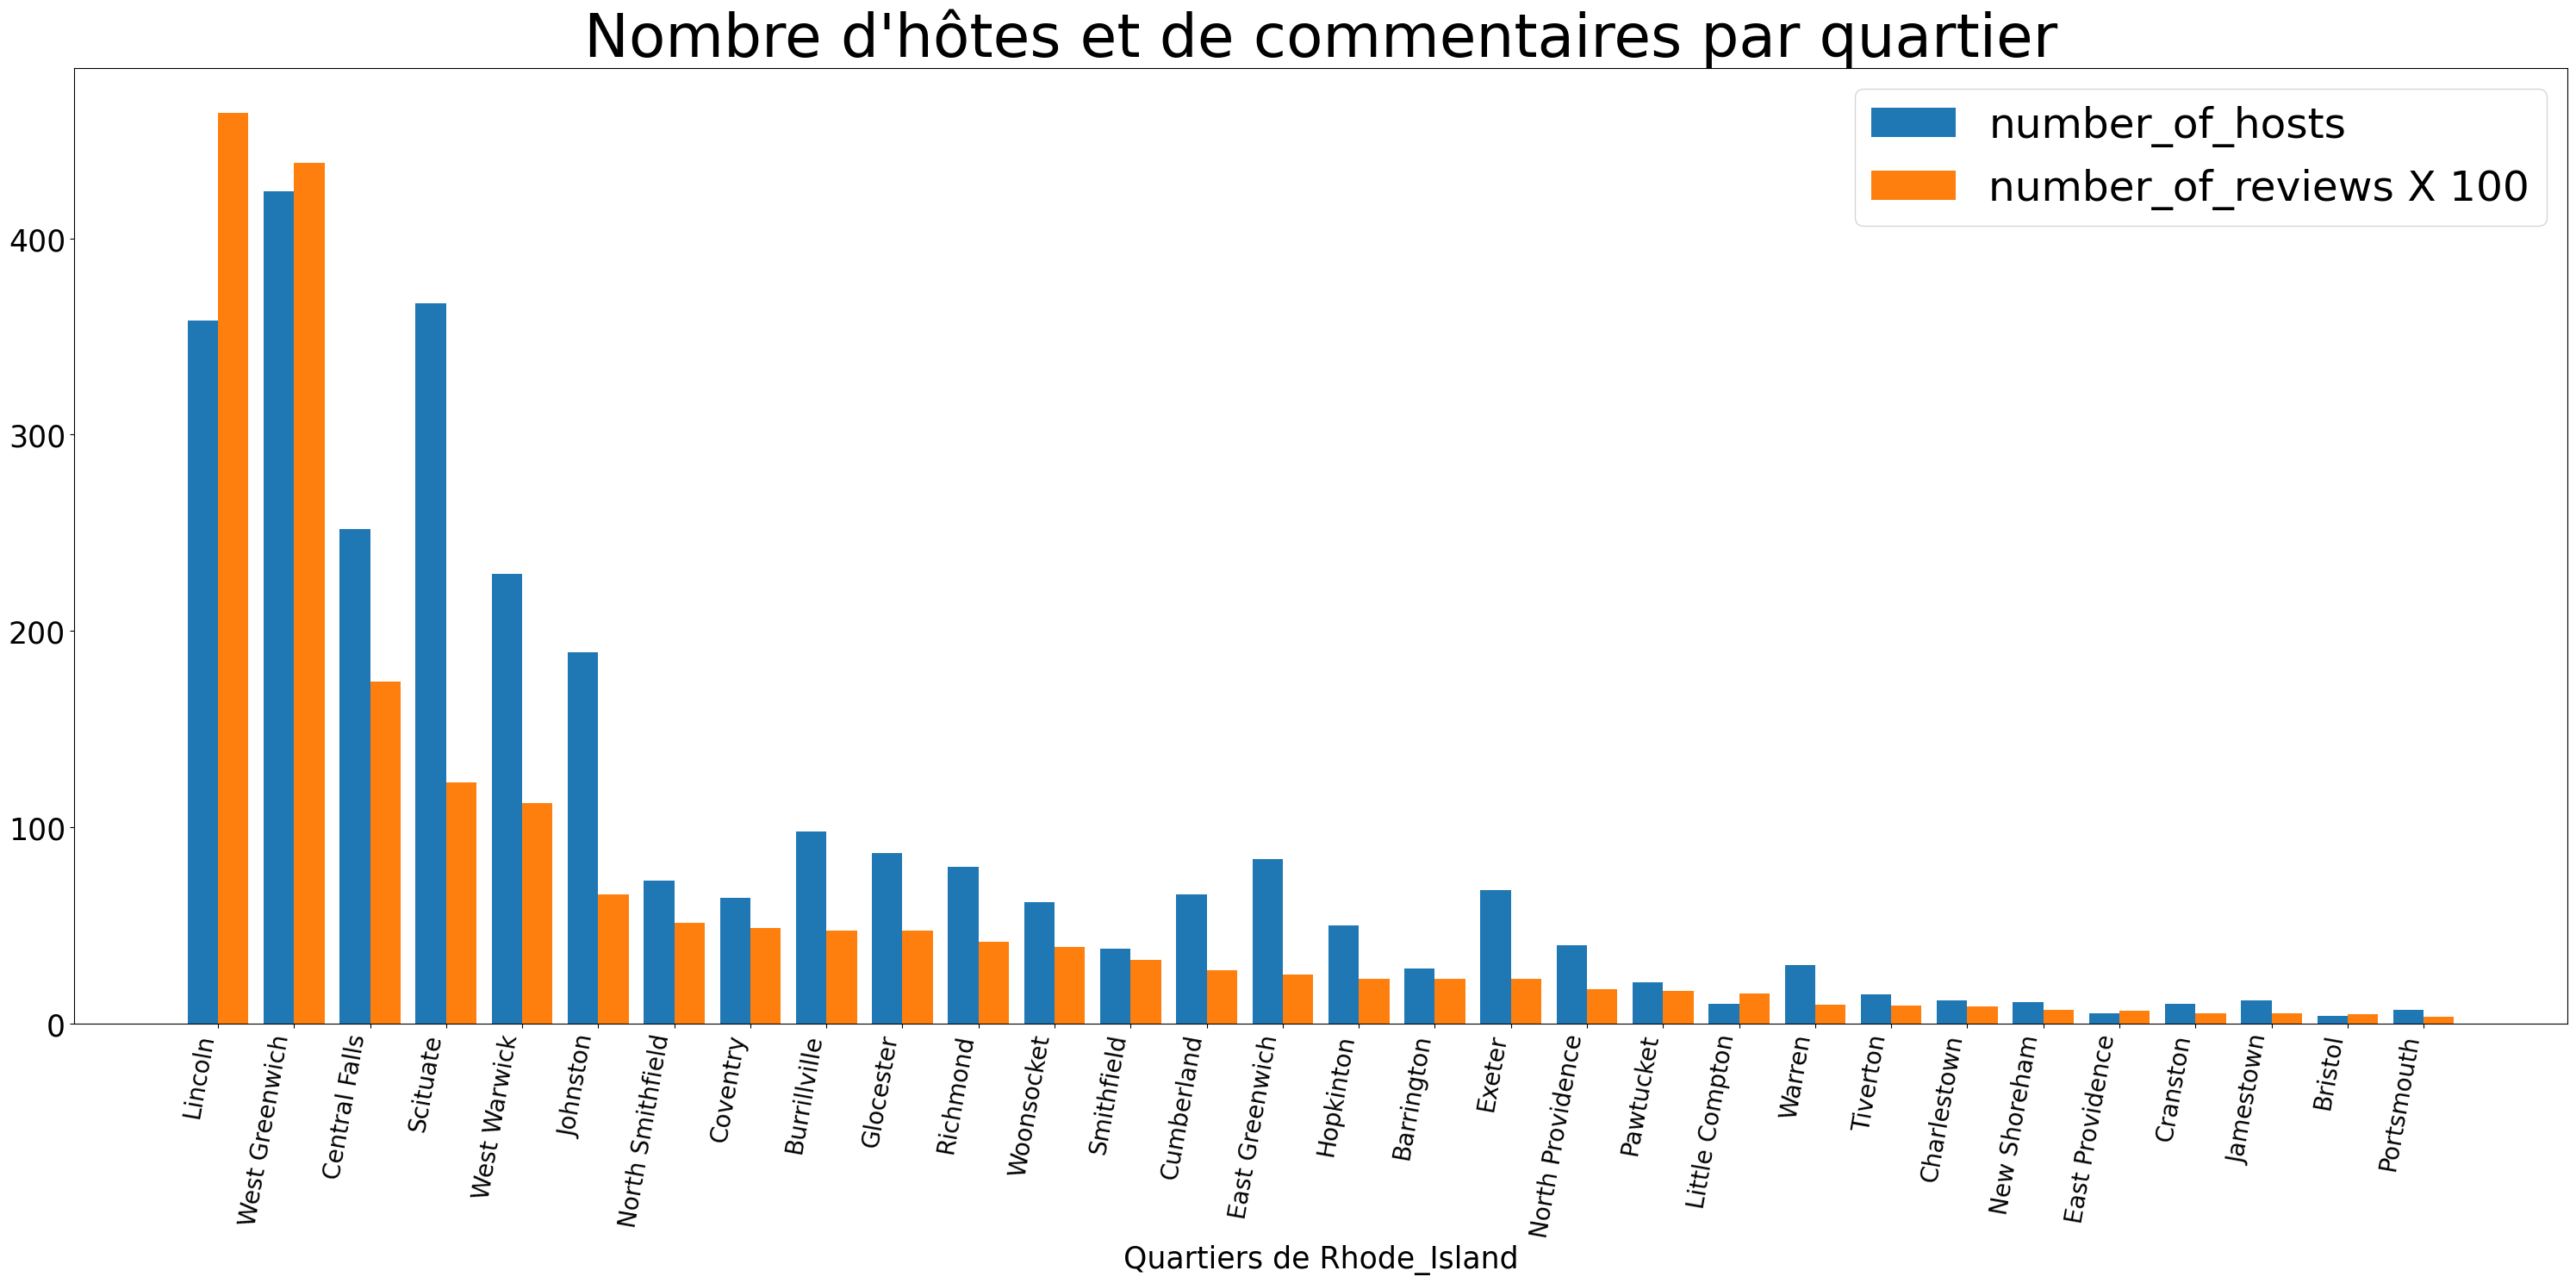 Nombre d'hôtes et de commentaires par quartier
number_of_hosts
number_of_reviews X 100
400
300
200
100
0
Lincoln
West Greenwich
Central Falls
Scituate
West Warwick
Johnston
North Smithfield
Coventry
Burrillville
Glocester
Richmond
Woonsocket
Smithfield
Cumberland
East Greenwich
Hopkinton
Barrington
Exeter
North Providence
Pawtucket
Little Compton
Warren
Tiverton
Charlestown
New Shoreham
East Providence
Cranston
Jamestown
Bristol
Portsmouth
Quartiers de Rhode_Island